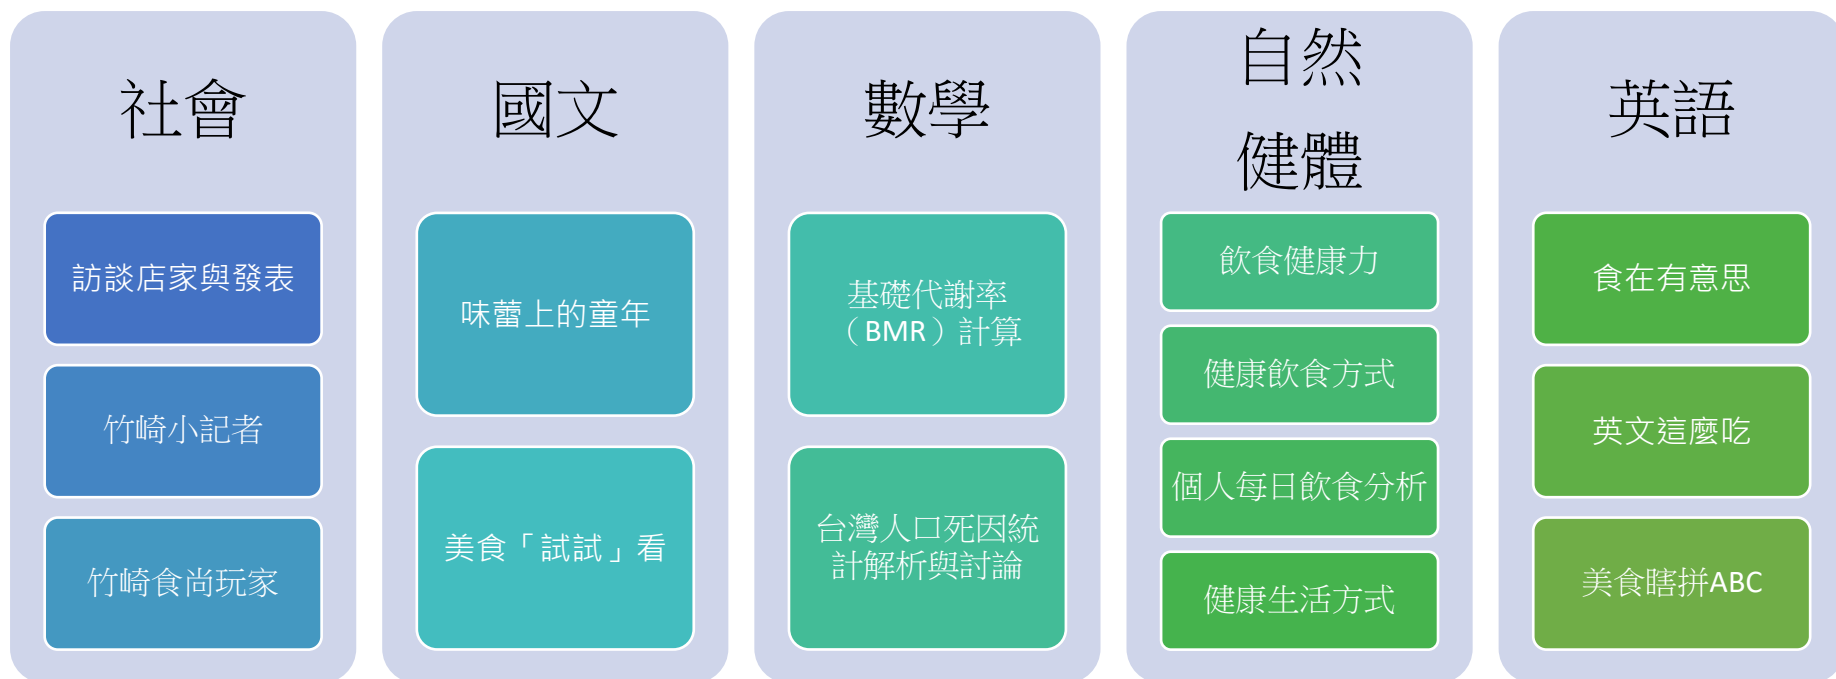 社會
訪談店家與發表
竹崎小記者
竹崎食尚玩家
國文
味蕾上的童年
美食「試試」看
數學
基礎代謝率
（BMR）計算
台灣人口死因統
計解析與討論
自然
健體
飲食健康力
健康飲食方式
個人每日飲食分析
健康生活方式
英語
食在有意思
英文這麼吃
美食瞎拼ABC